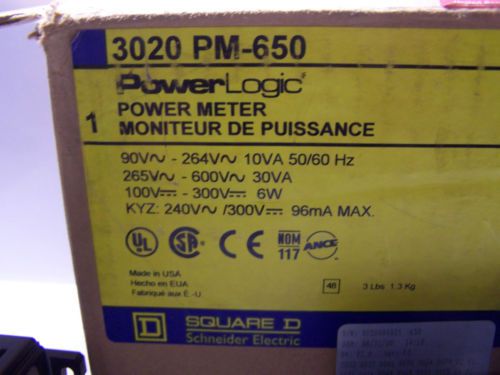 3020 PM-650
PowerLogic
1 POWER METER
MONITEUR DE PUISSANCE
90V∿ - 264V∿ 10VA 50/60 Hz
265V∿ - 600V∿ 30VA
100V⎓ - 300V⎓ 6W
KYZ: 240V∿ /300V⎓ 96mA MAX.
UL SA CE NOM 117 ANCE
Made in USA
Hecho en EUA
Fabriqué aux É.-U
48 3 Lbs 1.3 Kg
D SQUARE D
Schneider Electric